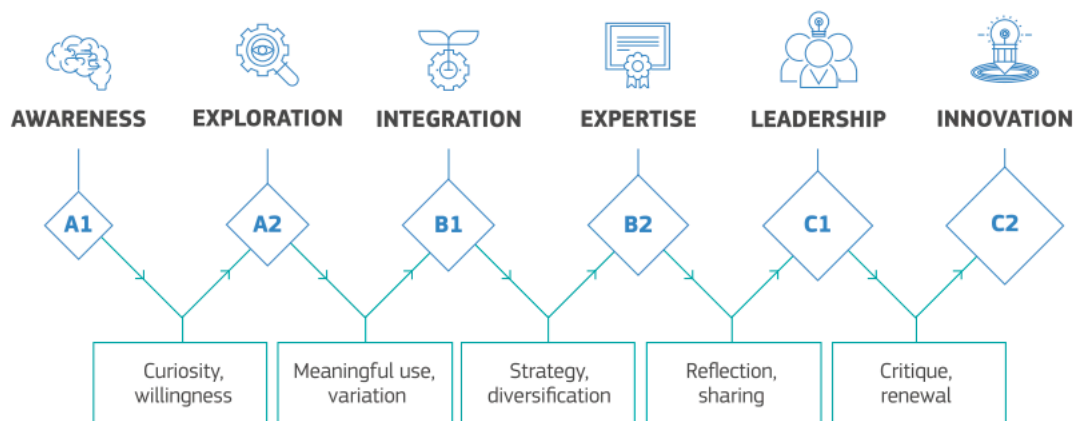 AWARENESS
EXPLORATION
INTEGRATION
EXPERTISE
LEADERSHIP
INNOVATION
A1
A2
B1
B2
C1
C2
Curiosity,
willingness
Meaningful use,
variation
Strategy,
diversification
Reflection,
sharing
Critique,
renewal